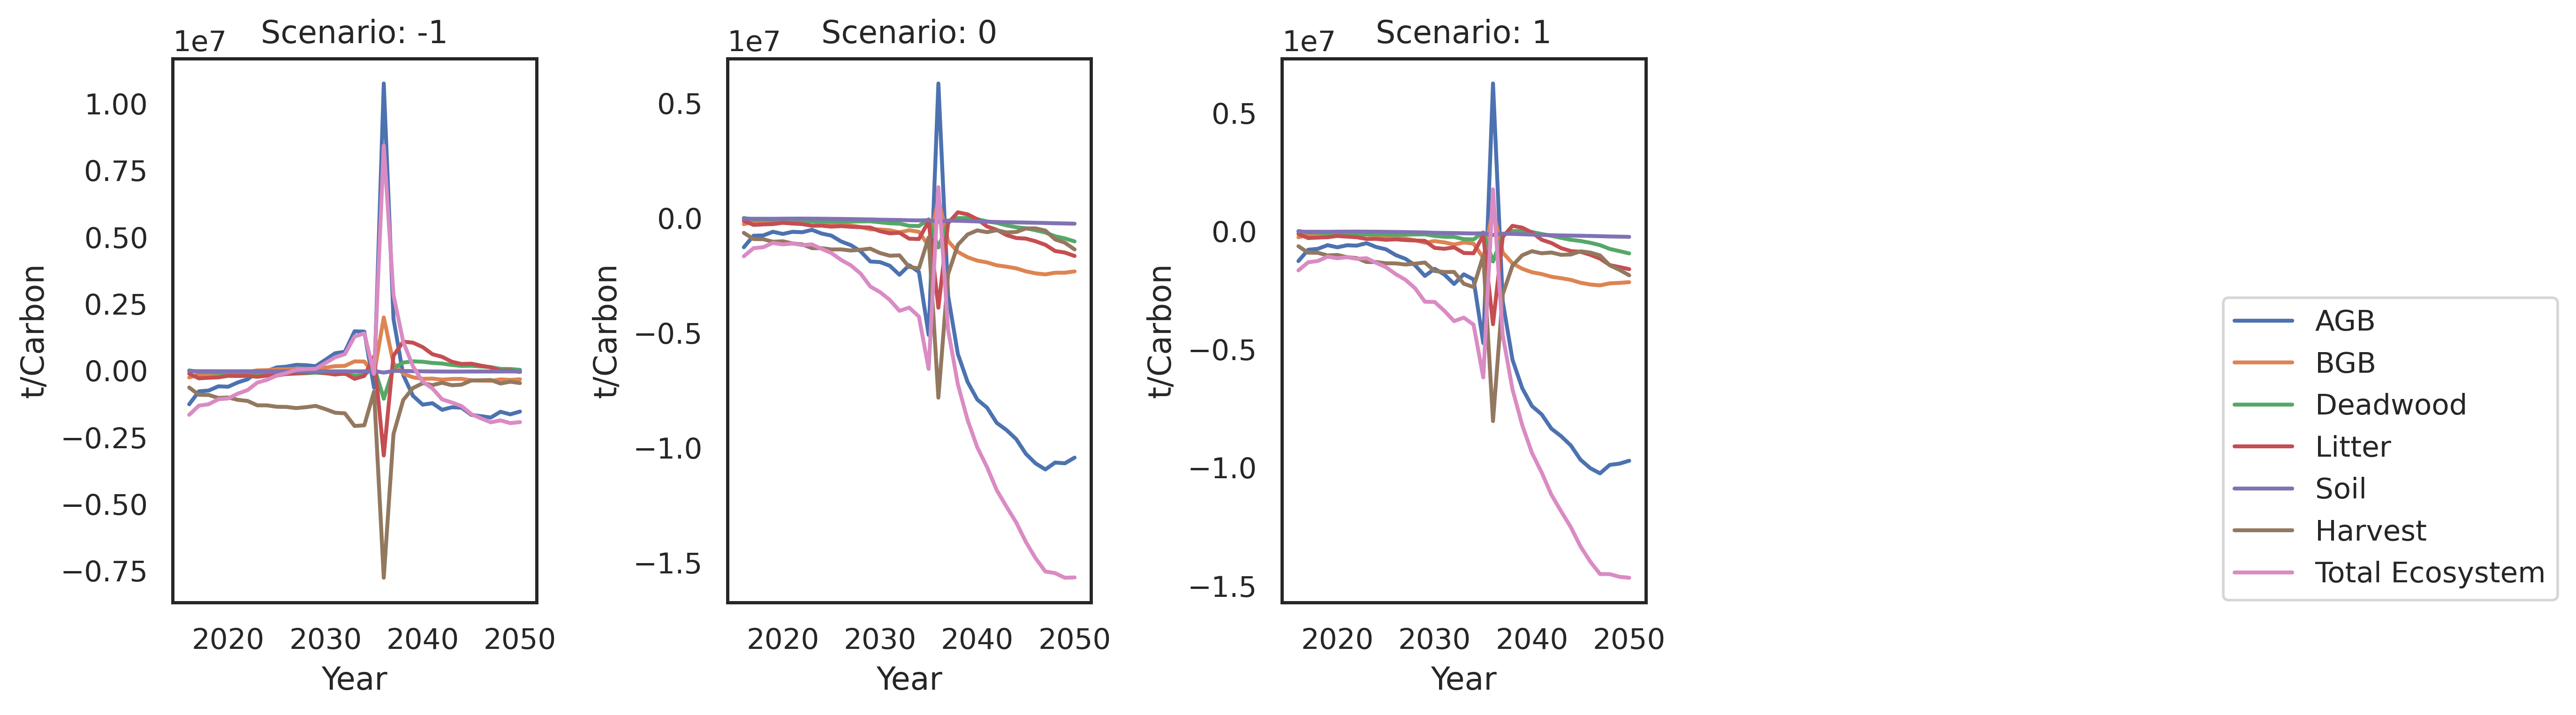 Scenario: -1
1e7
1.00
0.75
0.50
0.25
0.00
−0.25
−0.50
−0.75
t/Carbon
2020 2030 2040 2050
Year
Scenario: 0
1e7
0.5
0.0
−0.5
−1.0
−1.5
t/Carbon
2020 2030 2040 2050
Year
Scenario: 1
1e7
0.5
0.0
−0.5
−1.0
−1.5
t/Carbon
2020 2030 2040 2050
Year
AGB
BGB
Deadwood
Litter
Soil
Harvest
Total Ecosystem